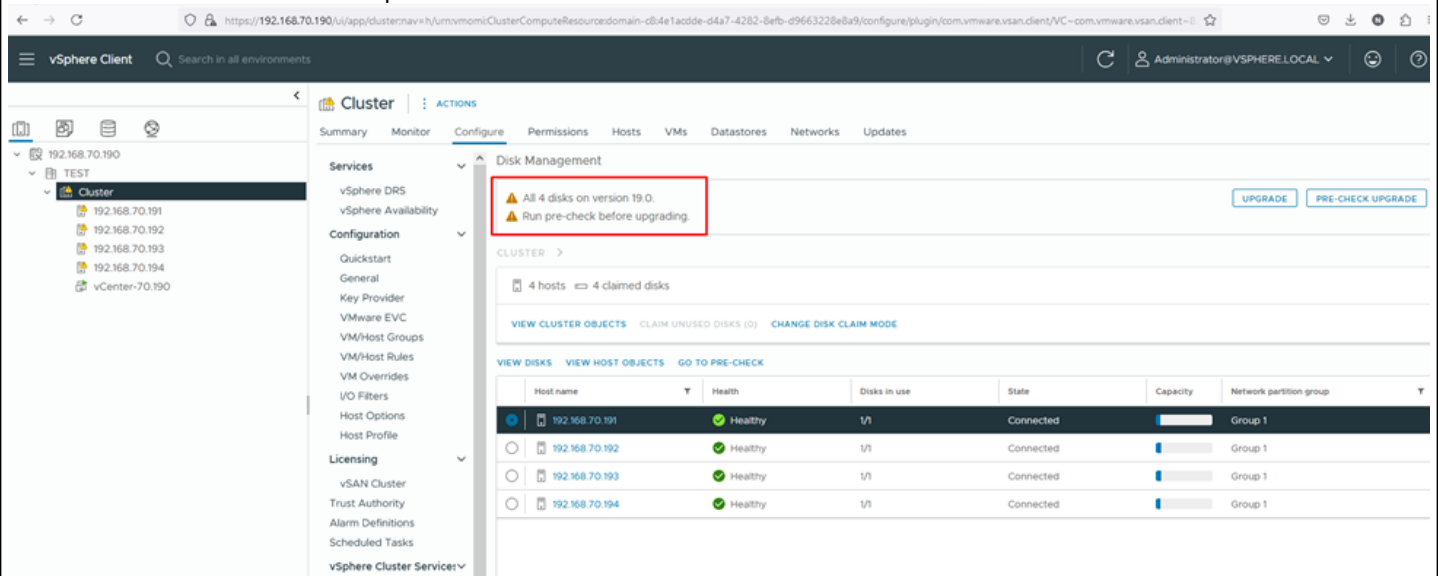 https://192.168.70.190/ui/app/cluster;nav=h/urn:vmomi:ClusterComputeResource:domain-c8:4e1acdde-d4a7-4282-8efb-d9663228e8a9/configure/plugin/com.vmware.vsan.client/VC~com.vmware.vsan.client~
vSphere Client Search in all environments Administrator@VSPHERE.LOCAL
Cluster ACTIONS
Summary Monitor Configure Permissions Hosts VMs Datastores Networks Updates
192.168.70.190
TEST
Cluster
192.168.70.191
192.168.70.192
192.168.70.193
192.168.70.194
vCenter-70.190
Services
vSphere DRS
vSphere Availability
Configuration
Quickstart
General
Key Provider
VMware EVC
VM/Host Groups
VM/Host Rules
VM Overrides
I/O Filters
Host Options
Host Profile
Licensing
vSAN Cluster
Trust Authority
Alarm Definitions
Scheduled Tasks
vSphere Cluster Services
Disk Management
All 4 disks on version 19.0.
Run pre-check before upgrading.
UPGRADE PRE-CHECK UPGRADE
CLUSTER >
4 hosts 4 claimed disks
VIEW CLUSTER OBJECTS CLAIM UNUSED DISKS (0) CHANGE DISK CLAIM MODE
VIEW DISKS VIEW HOST OBJECTS GO TO PRE-CHECK
Host name Health Disks in use State Capacity Network partition group
192.168.70.191 Healthy 1/1 Connected Group 1
192.168.70.192 Healthy 1/1 Connected Group 1
192.168.70.193 Healthy 1/1 Connected Group 1
192.168.70.194 Healthy 1/1 Connected Group 1